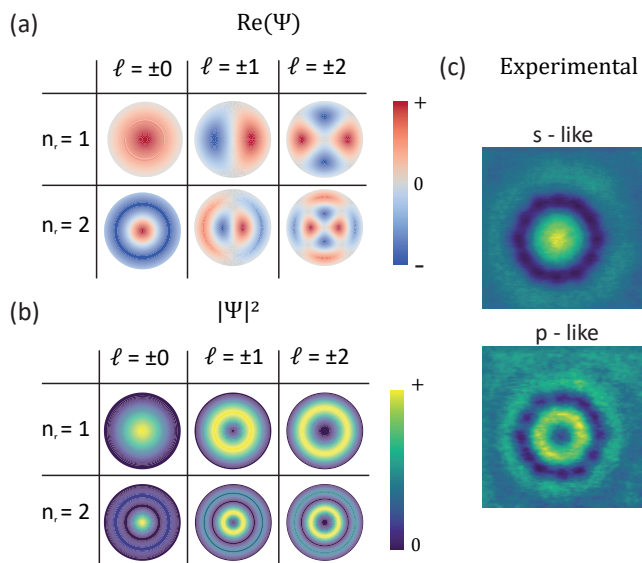 (a)
Re(Ψ)
ℓ = ±0 ℓ = ±1 ℓ = ±2
n_r = 1
n_r = 2
+
0
-
(b)
|Ψ|²
ℓ = ±0 ℓ = ±1 ℓ = ±2
n_r = 1
n_r = 2
+
0
(c) Experimental
s - like
p - like